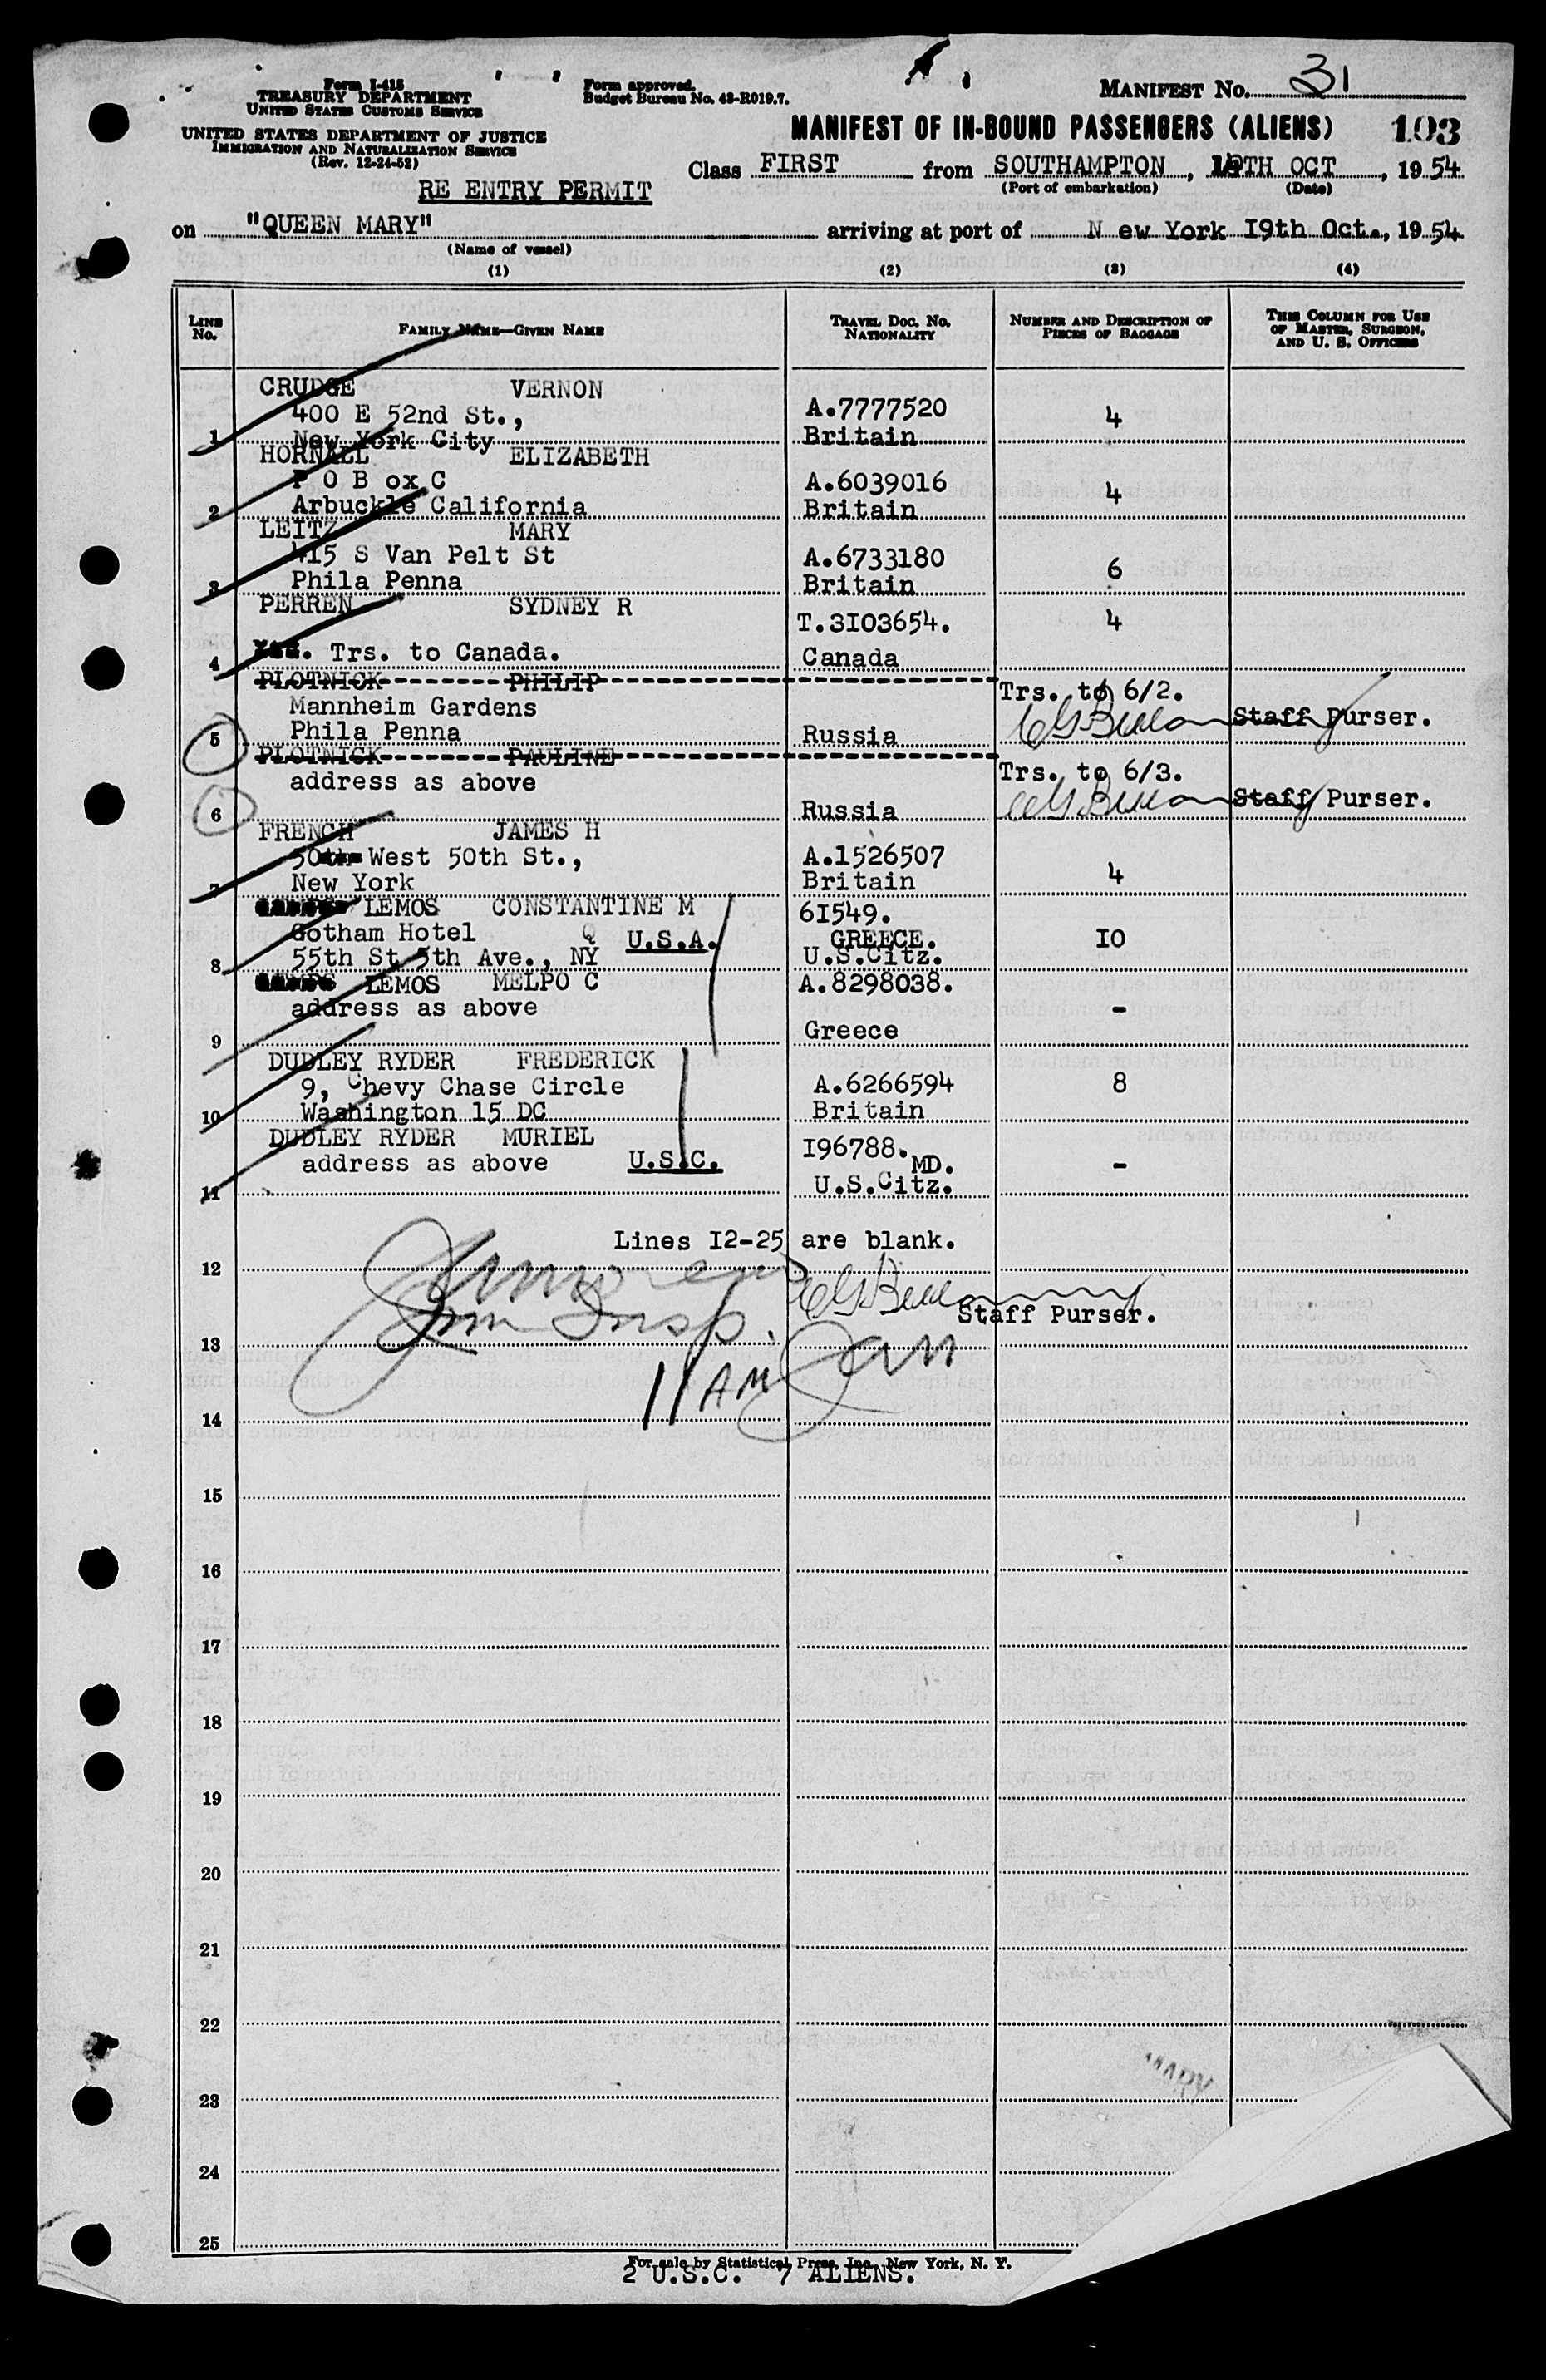 Form I-415
TREASURY DEPARTMENT
UNITED STATES CUSTOMS SERVICE
UNITED STATES DEPARTMENT OF JUSTICE
IMMIGRATION AND NATURALIZATION SERVICE
(Rev. 12-24-52)
Form approved.
Budget Bureau No. 43-R019.7.
MANIFEST No. 31
MANIFEST OF IN-BOUND PASSENGERS (ALIENS) 103
Class FIRST from SOUTHAMPTON, TH OCT, 1954
(Port of embarkation) (Date)
RE ENTRY PERMIT
on "QUEEN MARY" arriving at port of N ew York 19th Oct., 1954
(Name of vessel)
(1) (2) (3) (4)
LINE No. FAMILY NAME—GIVEN NAME TRAVEL DOC. NO. NATIONALITY NUMBER AND DESCRIPTION OF PIECES OF BAGGAGE THIS COLUMN FOR USE OF MASTER, SURGEON, AND U. S. OFFICERS
CRUDGE VERNON
400 E 52nd St., A.7777520 4
1 New York City Britain
HORNALL ELIZABETH
P O B ox C A.6039016 4
2 Arbuckle California Britain
LEITZ MARY
415 S Van Pelt St A.6733180 6
3 Phila Penna Britain
PERREN SYDNEY R T.3103654. 4
4 Trs. to Canada. Canada
PLOTNICK PHILIP Trs. to 6/2.
Mannheim Gardens Staff Purser.
5 Phila Penna Russia
PLOTNICK PAULINE Trs. to 6/3.
address as above Staff Purser.
6 Russia
FRENCH JAMES H
50th West 50th St., A.1526507 4
7 New York Britain
LEMOS CONSTANTINE M 61549.
Gotham Hotel Q U.S.A. GREECE. 10
8 55th St 5th Ave., NY U.S.Citz.
LEMOS MELPO C A.8298038.
address as above -
9 Greece
DUDLEY RYDER FREDERICK
9, Chevy Chase Circle A.6266594 8
10 Washington 15 DC Britain
DUDLEY RYDER MURIEL 196788.
address as above U.S.C. MD. -
11 U.S.Citz.
Lines 12-25 are blank.
12
Staff Purser.
Imm Insp.
13
11 AM
14
15
16
17
18
19
20
21
22
23
24
25
For sale by Statistical Press, Inc., New York, N. Y.
2 U.S.C. 7 ALIENS.